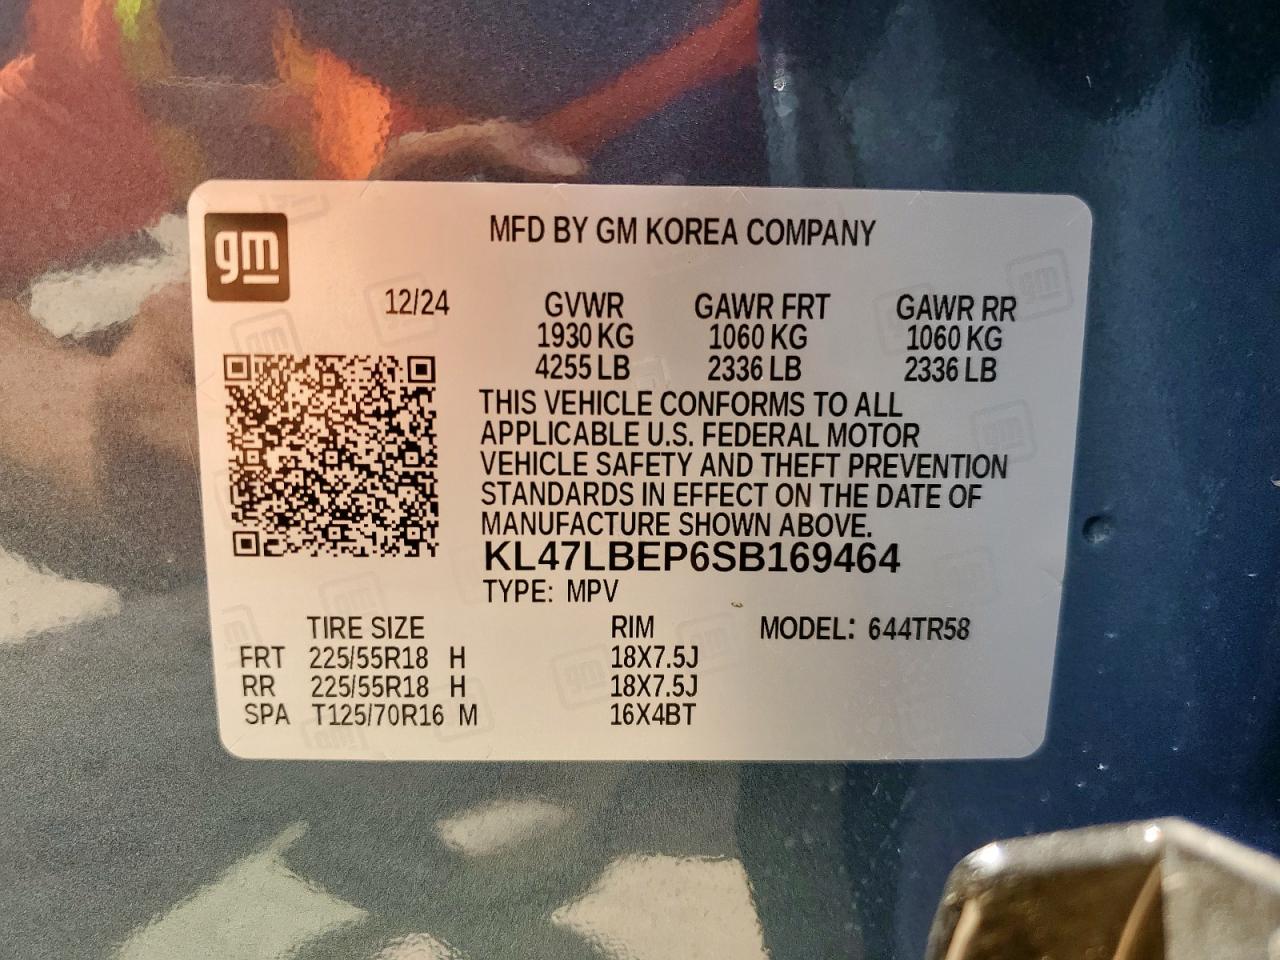 gm
MFD BY GM KOREA COMPANY
12/24 GVWR GAWR FRT GAWR RR
1930 KG 1060 KG 1060 KG
4255 LB 2336 LB 2336 LB
THIS VEHICLE CONFORMS TO ALL
APPLICABLE U.S. FEDERAL MOTOR
VEHICLE SAFETY AND THEFT PREVENTION
STANDARDS IN EFFECT ON THE DATE OF
MANUFACTURE SHOWN ABOVE.
KL47LBEP6SB169464
TYPE: MPV
TIRE SIZE RIM MODEL: 644TR58
FRT 225/55R18 H 18X7.5J
RR 225/55R18 H 18X7.5J
SPA T125/70R16 M 16X4BT